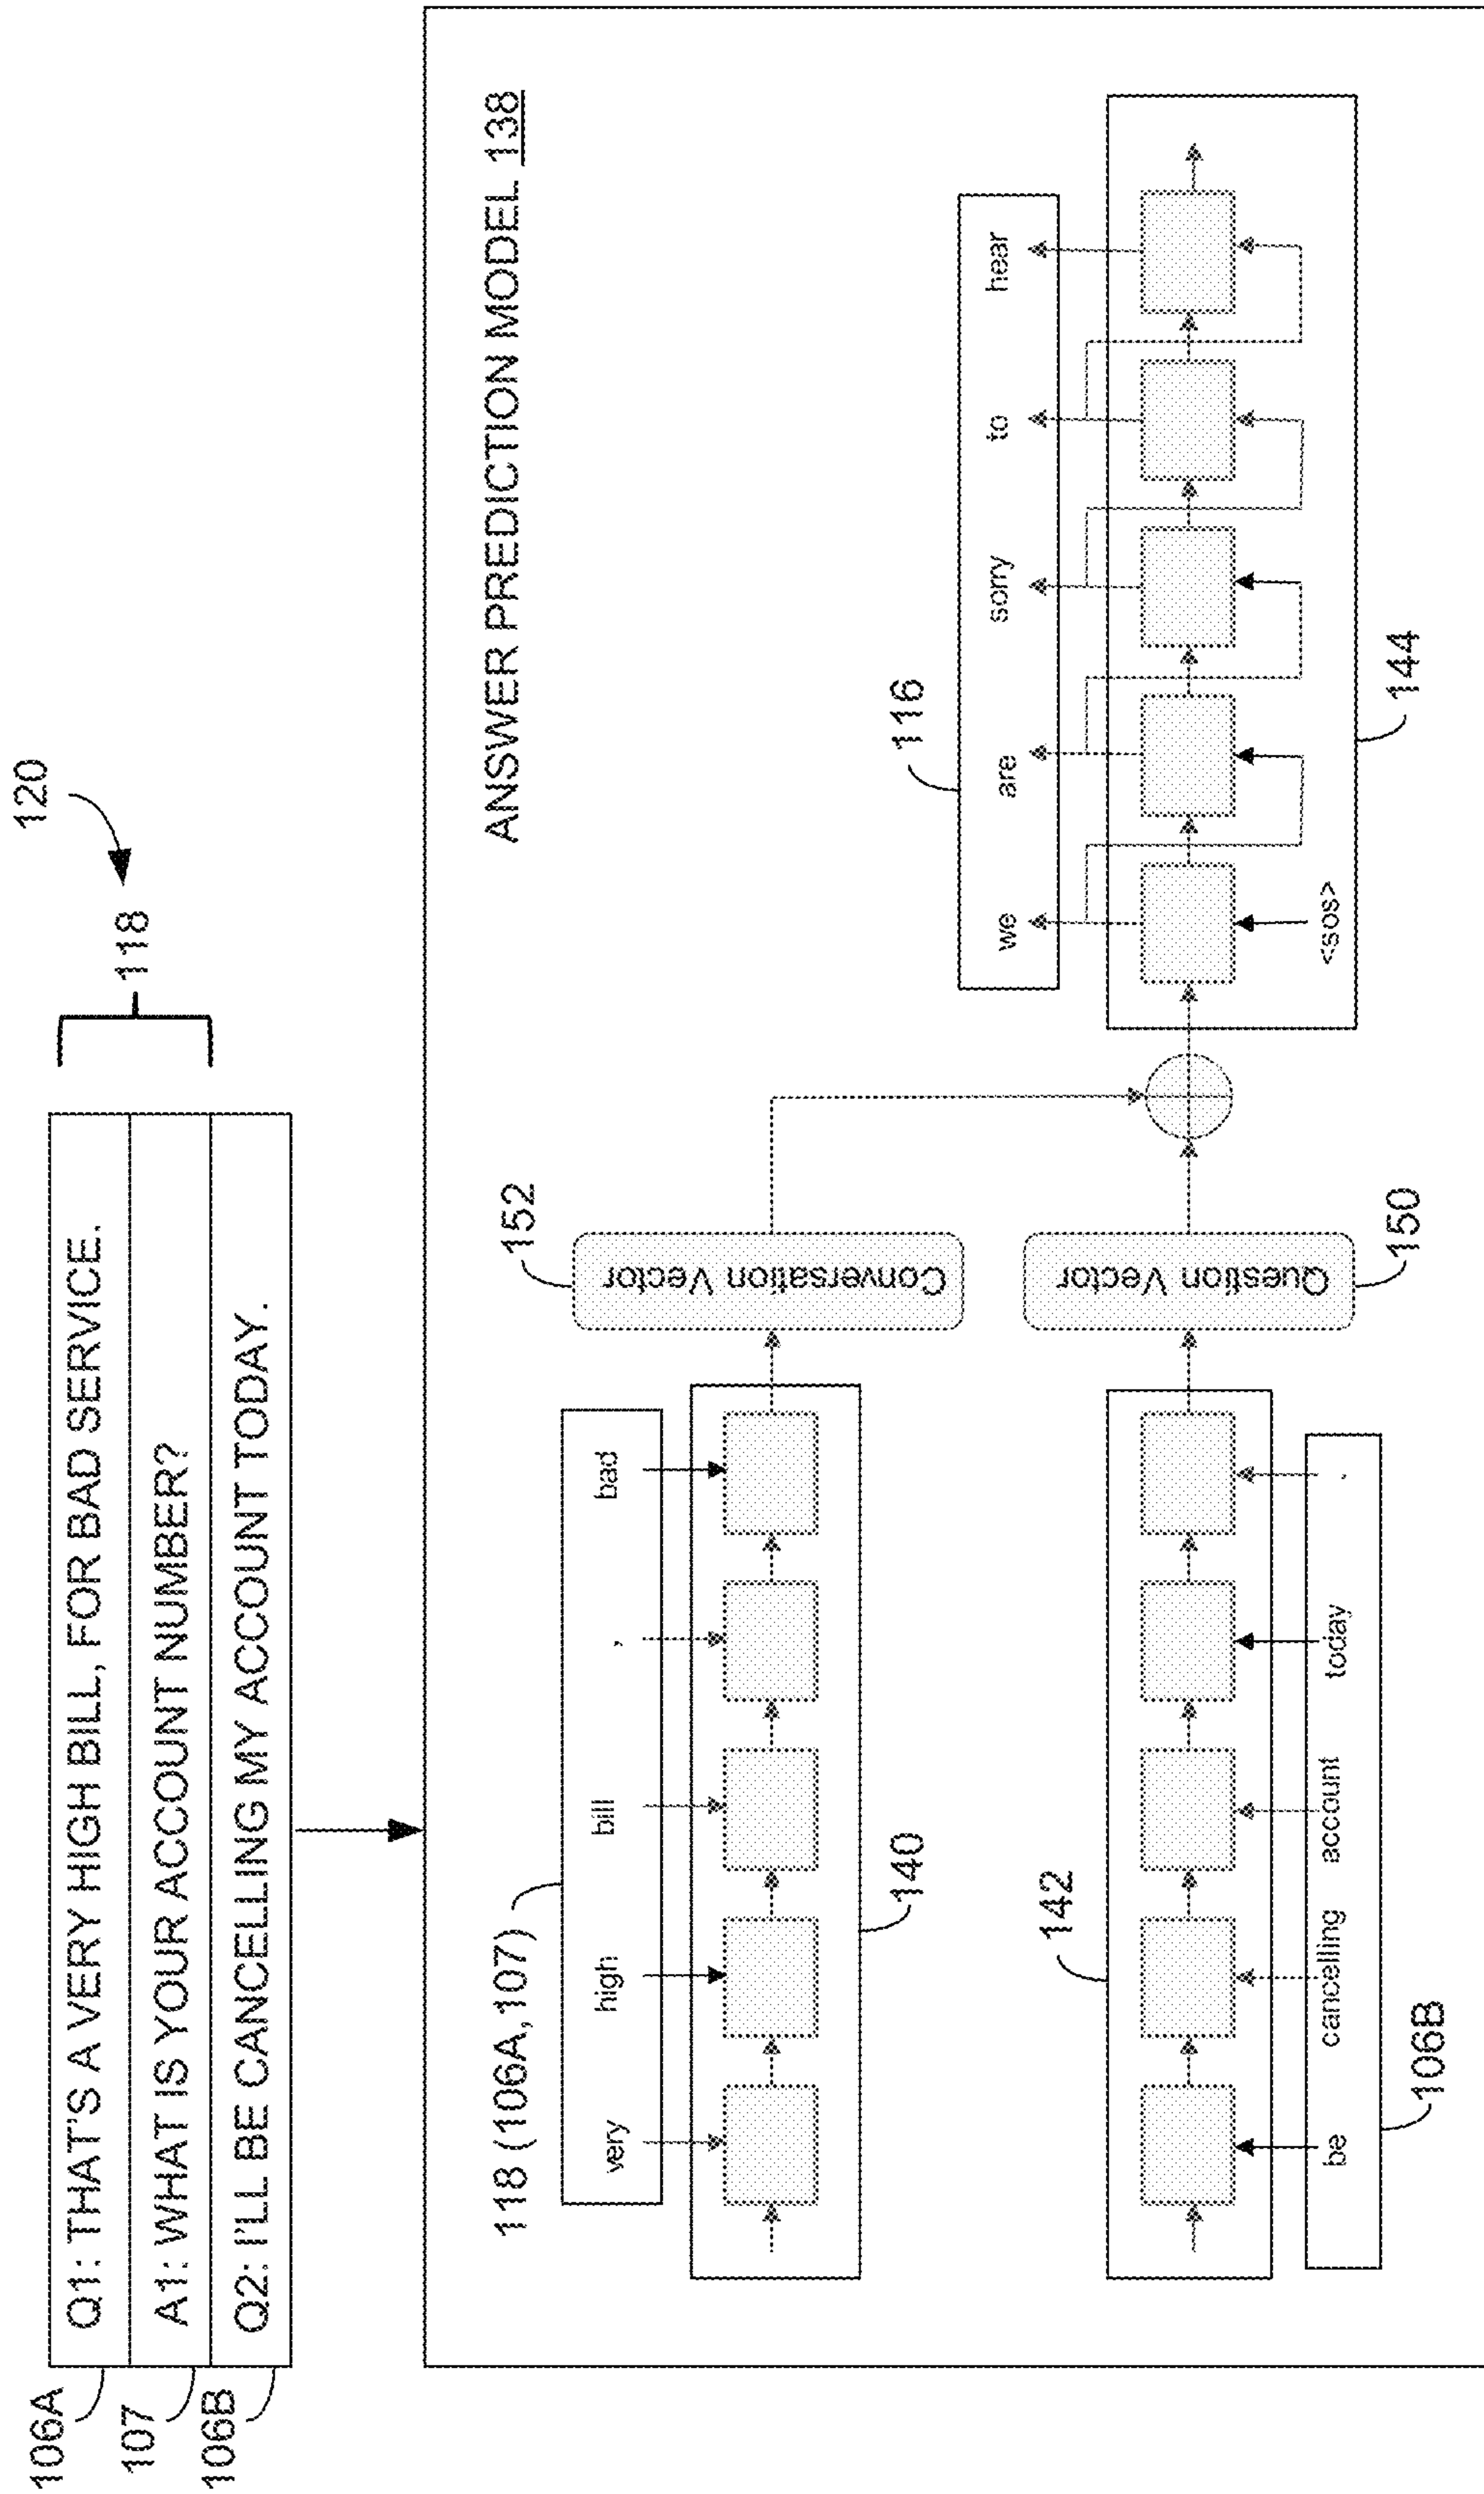 120
106A
Q1: THAT'S A VERY HIGH BILL, FOR BAD SERVICE.
118
107
A1: WHAT IS YOUR ACCOUNT NUMBER?
106B
Q2: I'LL BE CANCELLING MY ACCOUNT TODAY.
ANSWER PREDICTION MODEL 138
118 (106A,107)
very high bill , bad
140
152
Conversation Vector
116
we are sorry to hear
142
be cancelling account today .
106B
Question Vector
150
<sos>
144